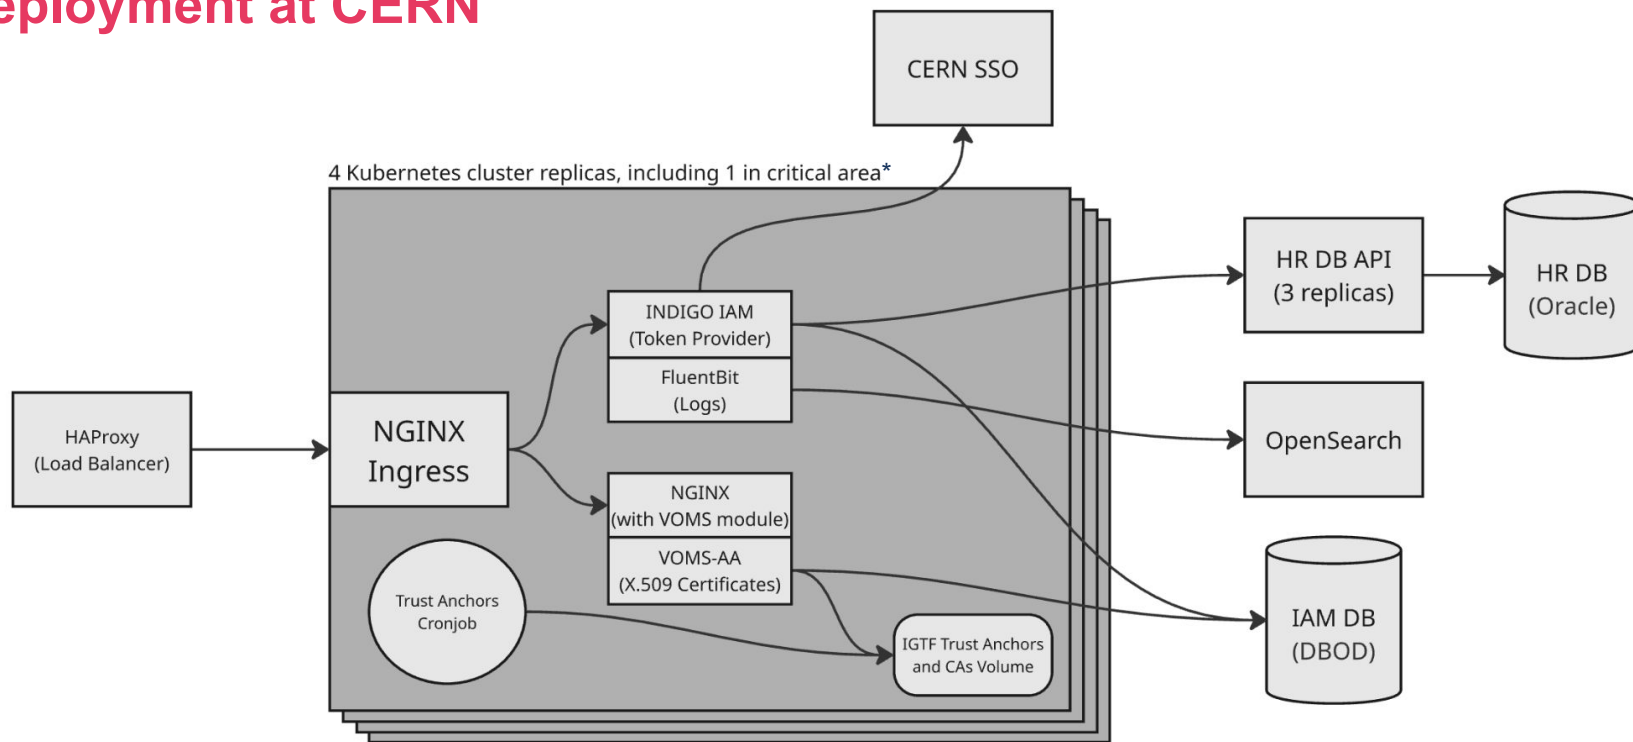 eployment at CERN
CERN SSO
4 Kubernetes cluster replicas, including 1 in critical area*
HR DB API
(3 replicas)
HR DB
(Oracle)
INDIGO IAM
(Token Provider)
FluentBit
(Logs)
HAProxy
(Load Balancer)
NGINX
Ingress
OpenSearch
NGINX
(with VOMS module)
VOMS-AA
(X.509 Certificates)
Trust Anchors
Cronjob
IGTF Trust Anchors
and CAs Volume
IAM DB
(DBOD)